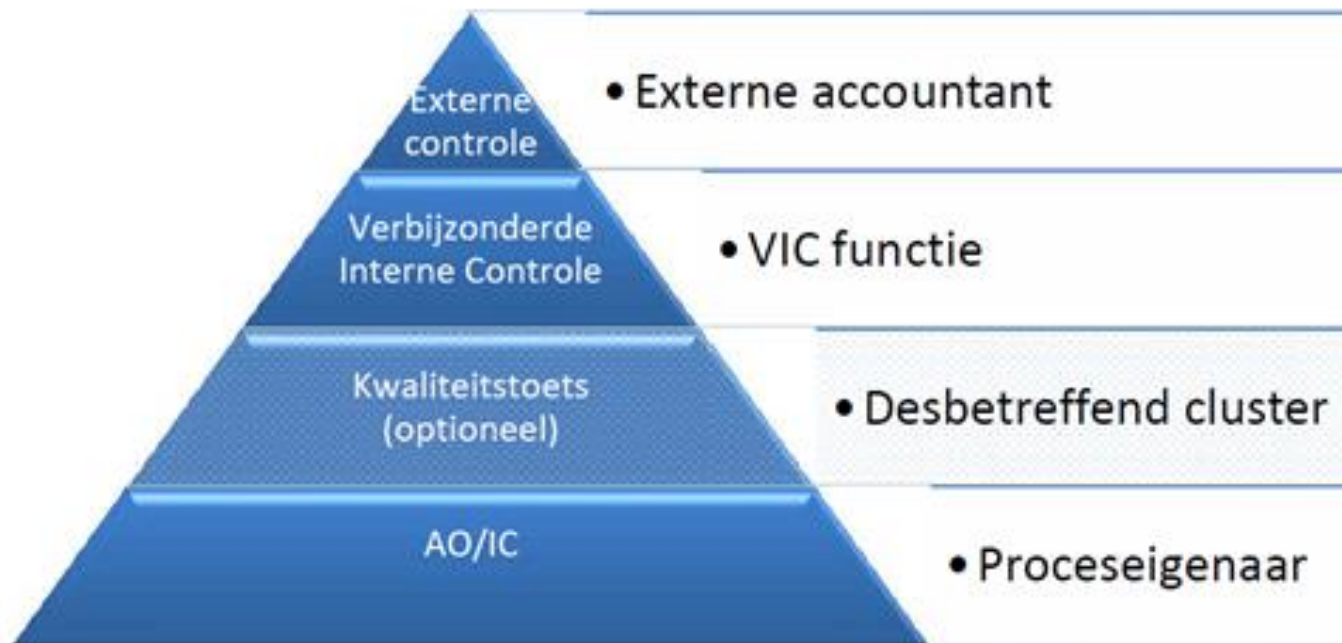 Externe
controle
• Externe accountant
Verbijzonderde
Interne Controle
• VIC functie
Kwaliteitstoets
(optioneel)
• Desbetreffend cluster
AO/IC
• Proceseigenaar